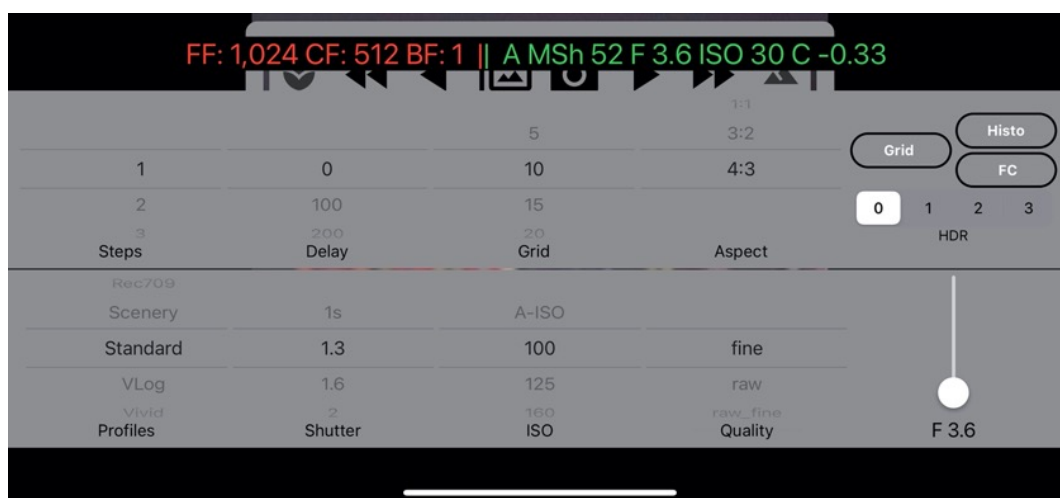 FF: 1,024 CF: 512 BF: 1 || A MSh 52 F 3.6 ISO 30 C -0.33
1:1
5 3:2
1 0 10 4:3
2 100 15
3 200 20
Steps Delay Grid Aspect
Grid
Histo
FC
0 1 2 3
HDR
Rec709
Scenery 1s A-ISO
Standard 1.3 100 fine
VLog 1.6 125 raw
Vivid 2 160 raw_fine
Profiles Shutter ISO Quality
F 3.6